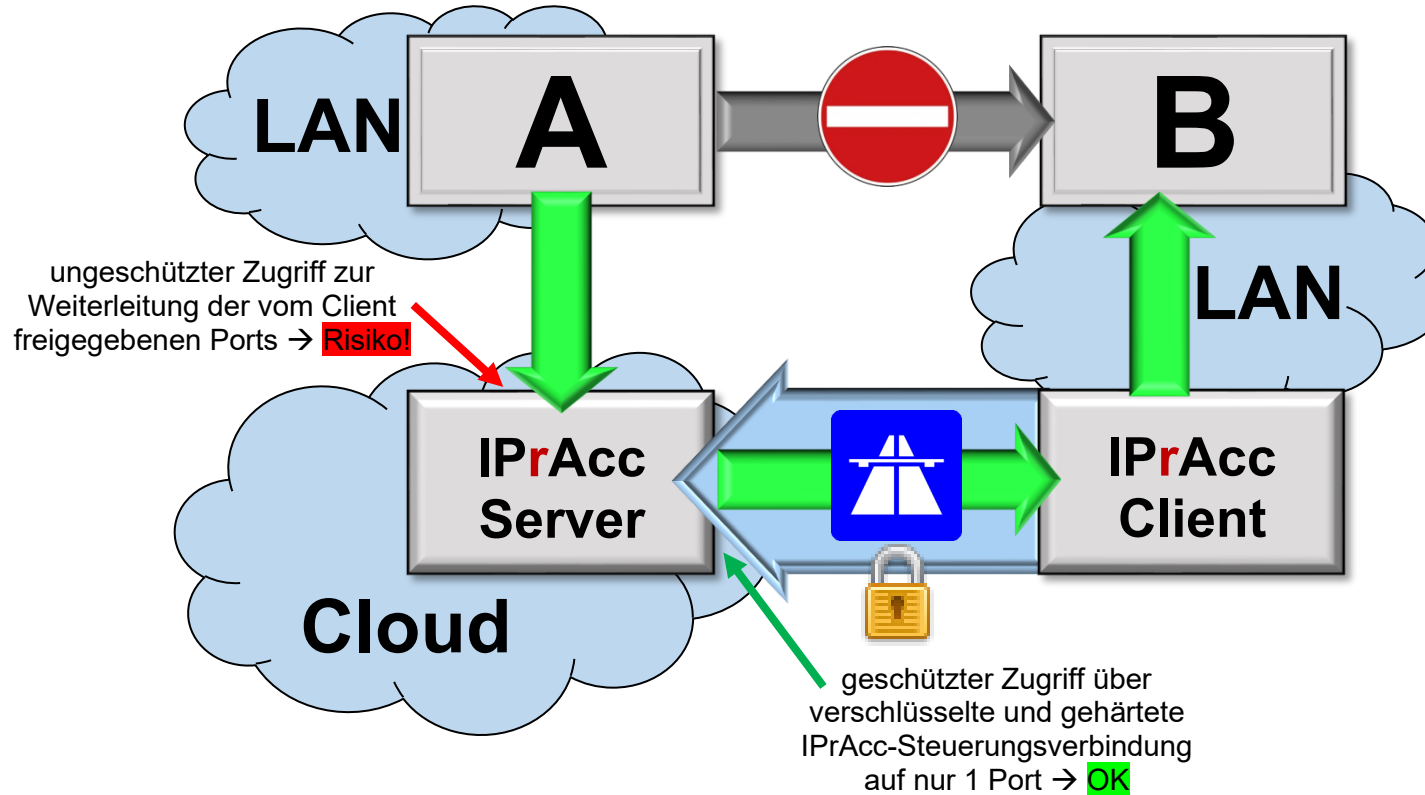 LAN
A
B
ungeschützter Zugriff zur
Weiterleitung der vom Client
freigegebenen Ports → Risiko!
LAN
IPrAcc
Server
IPrAcc
Client
Cloud
geschützter Zugriff über
verschlüsselte und gehärtete
IPrAcc-Steuerungsverbindung
auf nur 1 Port → OK